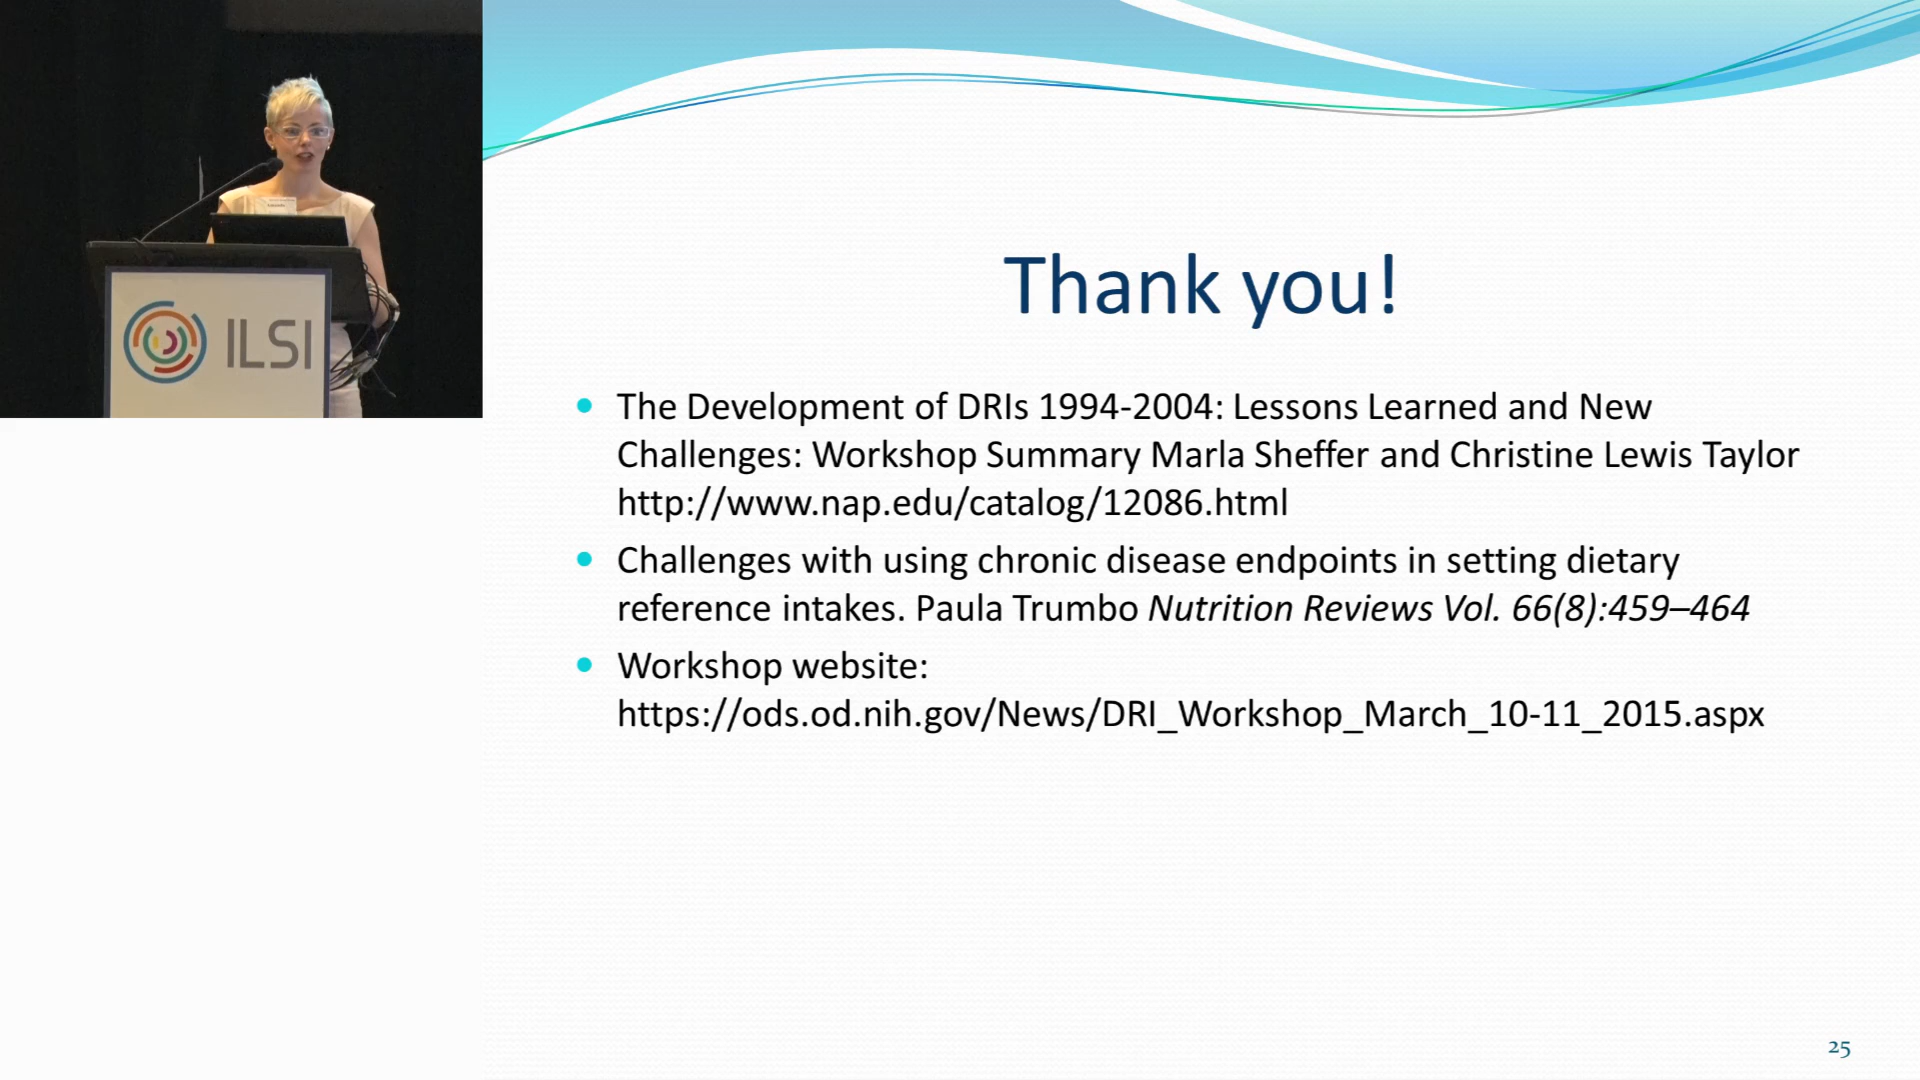 ILSI
Thank you!
The Development of DRIs 1994-2004: Lessons Learned and New
Challenges: Workshop Summary Marla Sheffer and Christine Lewis Taylor
http://www.nap.edu/catalog/12086.html
Challenges with using chronic disease endpoints in setting dietary
reference intakes. Paula Trumbo Nutrition Reviews Vol. 66(8):459–464
Workshop website:
https://ods.od.nih.gov/News/DRI_Workshop_March_10-11_2015.aspx
25